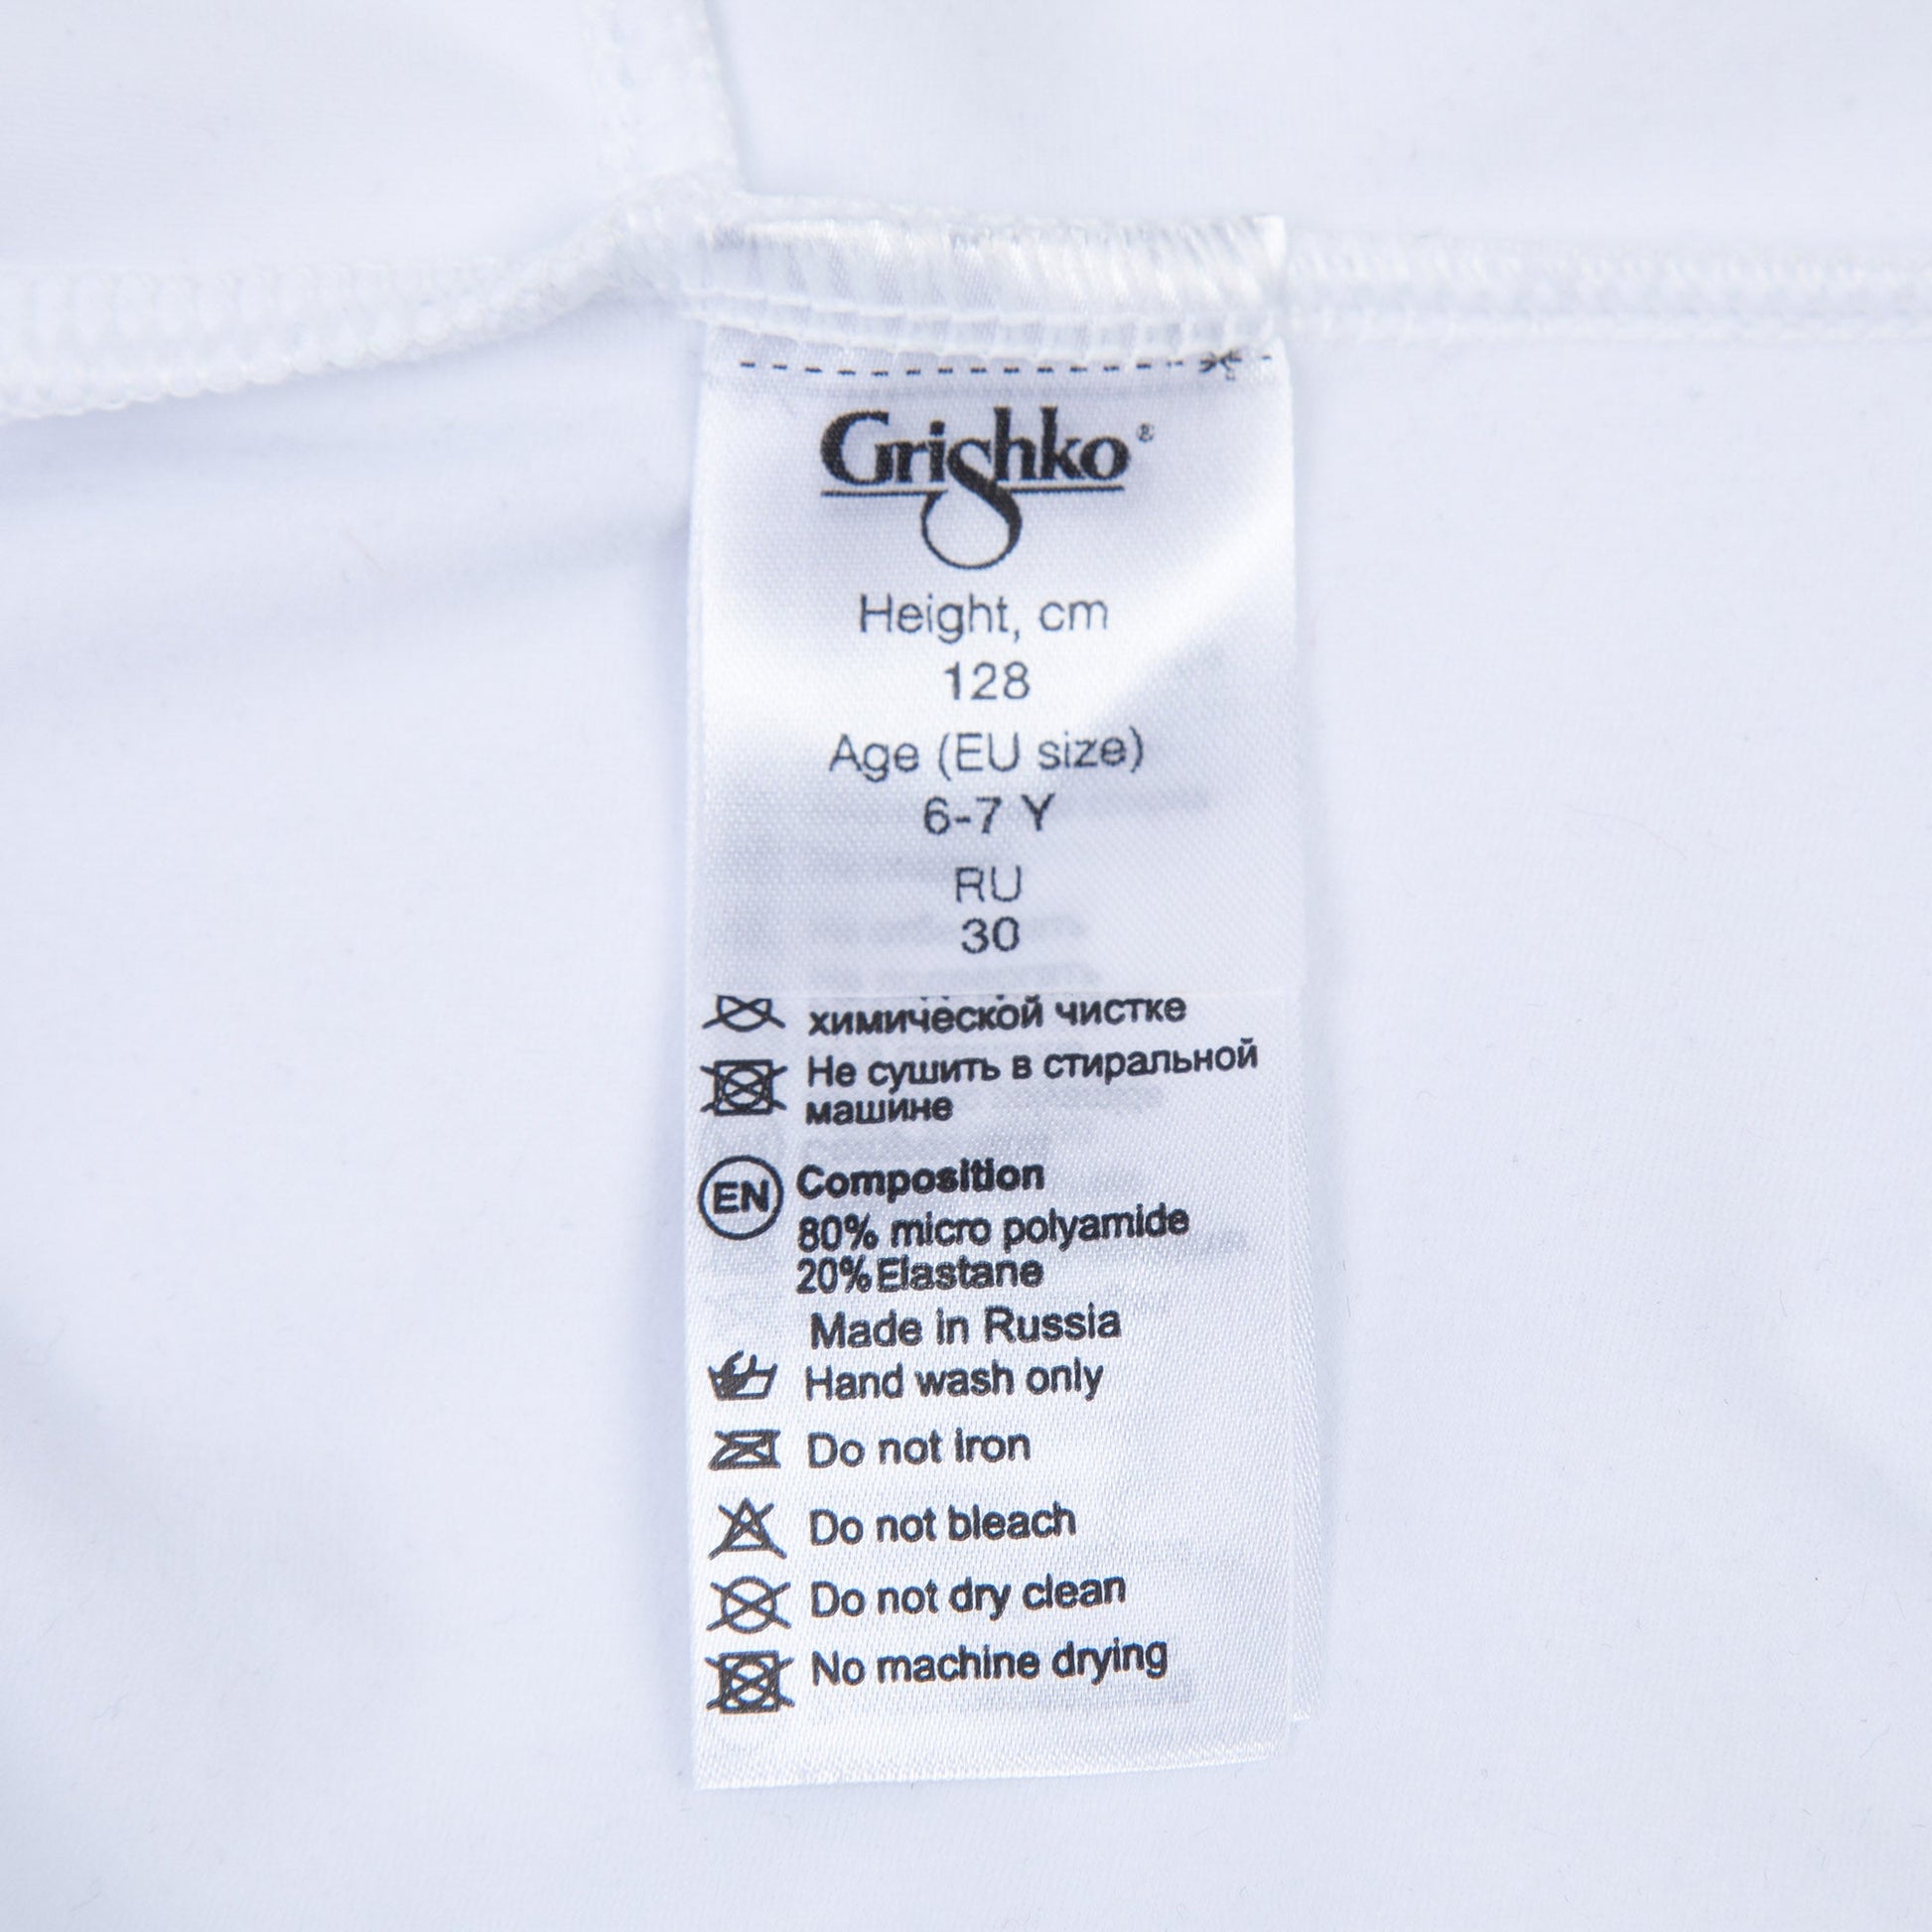 Grishko®
Height, cm
128
Age (EU size)
6-7 Y
RU
30
химической чистке
Не сушить в стиральной
машине
EN Composition
80% micro polyamide
20% Elastane
Made in Russia
Hand wash only
Do not iron
Do not bleach
Do not dry clean
No machine drying